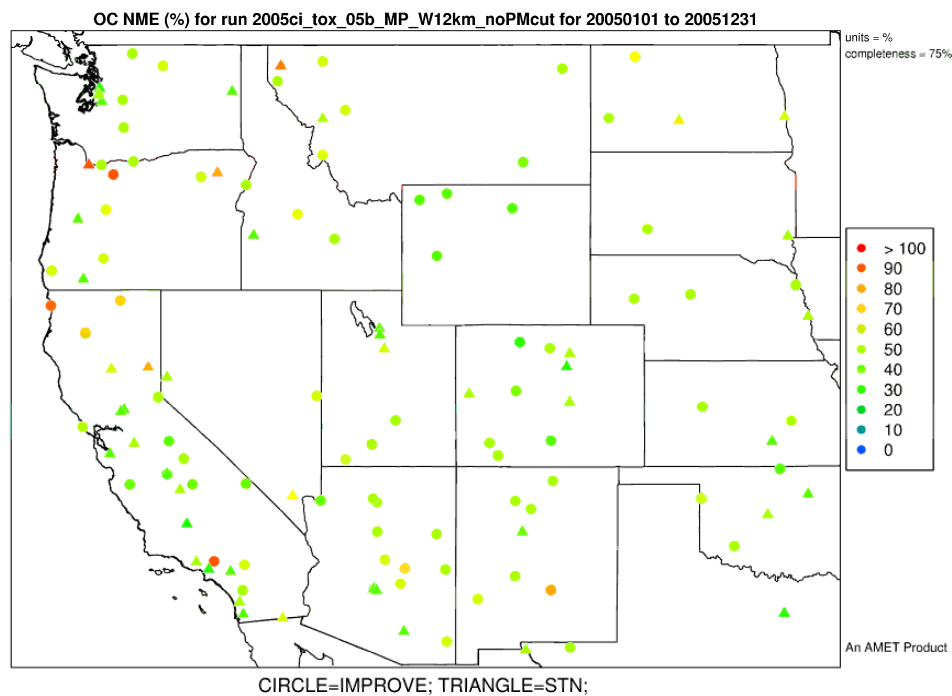 OC NME (%) for run 2005ci_tox_05b_MP_W12km_noPMcut for 20050101 to 20051231
units = %
completeness = 75%
> 100
90
80
70
60
50
40
30
20
10
0
An AMET Product
CIRCLE=IMPROVE; TRIANGLE=STN;